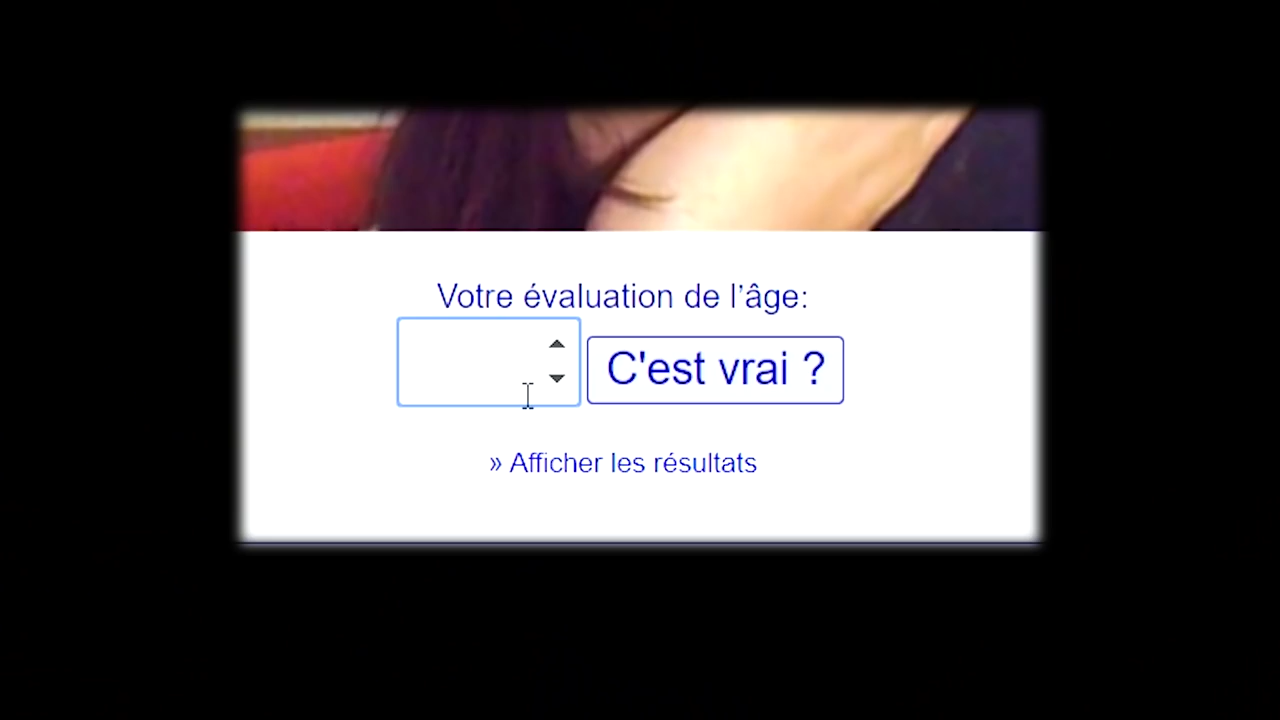 Votre évaluation de l'âge:
C'est vrai ?
» Afficher les résultats